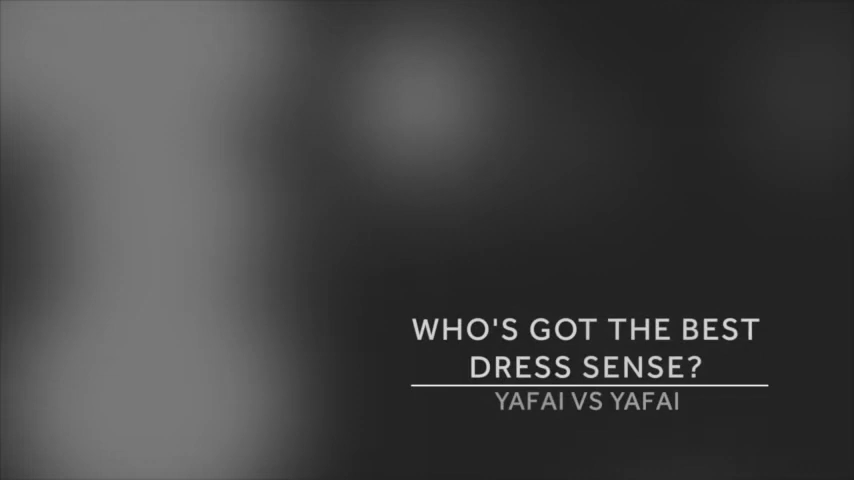 WHO'S GOT THE BEST
DRESS SENSE?
YAFAI VS YAFAI